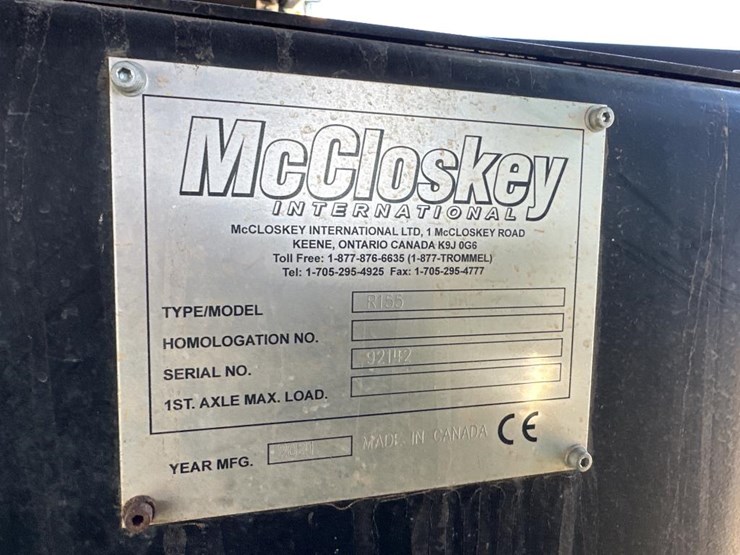 McCloskey
INTERNATIONAL
McCLOSKEY INTERNATIONAL LTD, 1 McCLOSKEY ROAD
KEENE, ONTARIO CANADA K9J 0G6
Toll Free: 1-877-876-6635 (1-877-TROMMEL)
Tel: 1-705-295-4925 Fax: 1-705-295-4777
TYPE/MODEL R155
HOMOLOGATION NO.
SERIAL NO. 92142
1ST. AXLE MAX. LOAD.
YEAR MFG. MADE IN CANADA CE